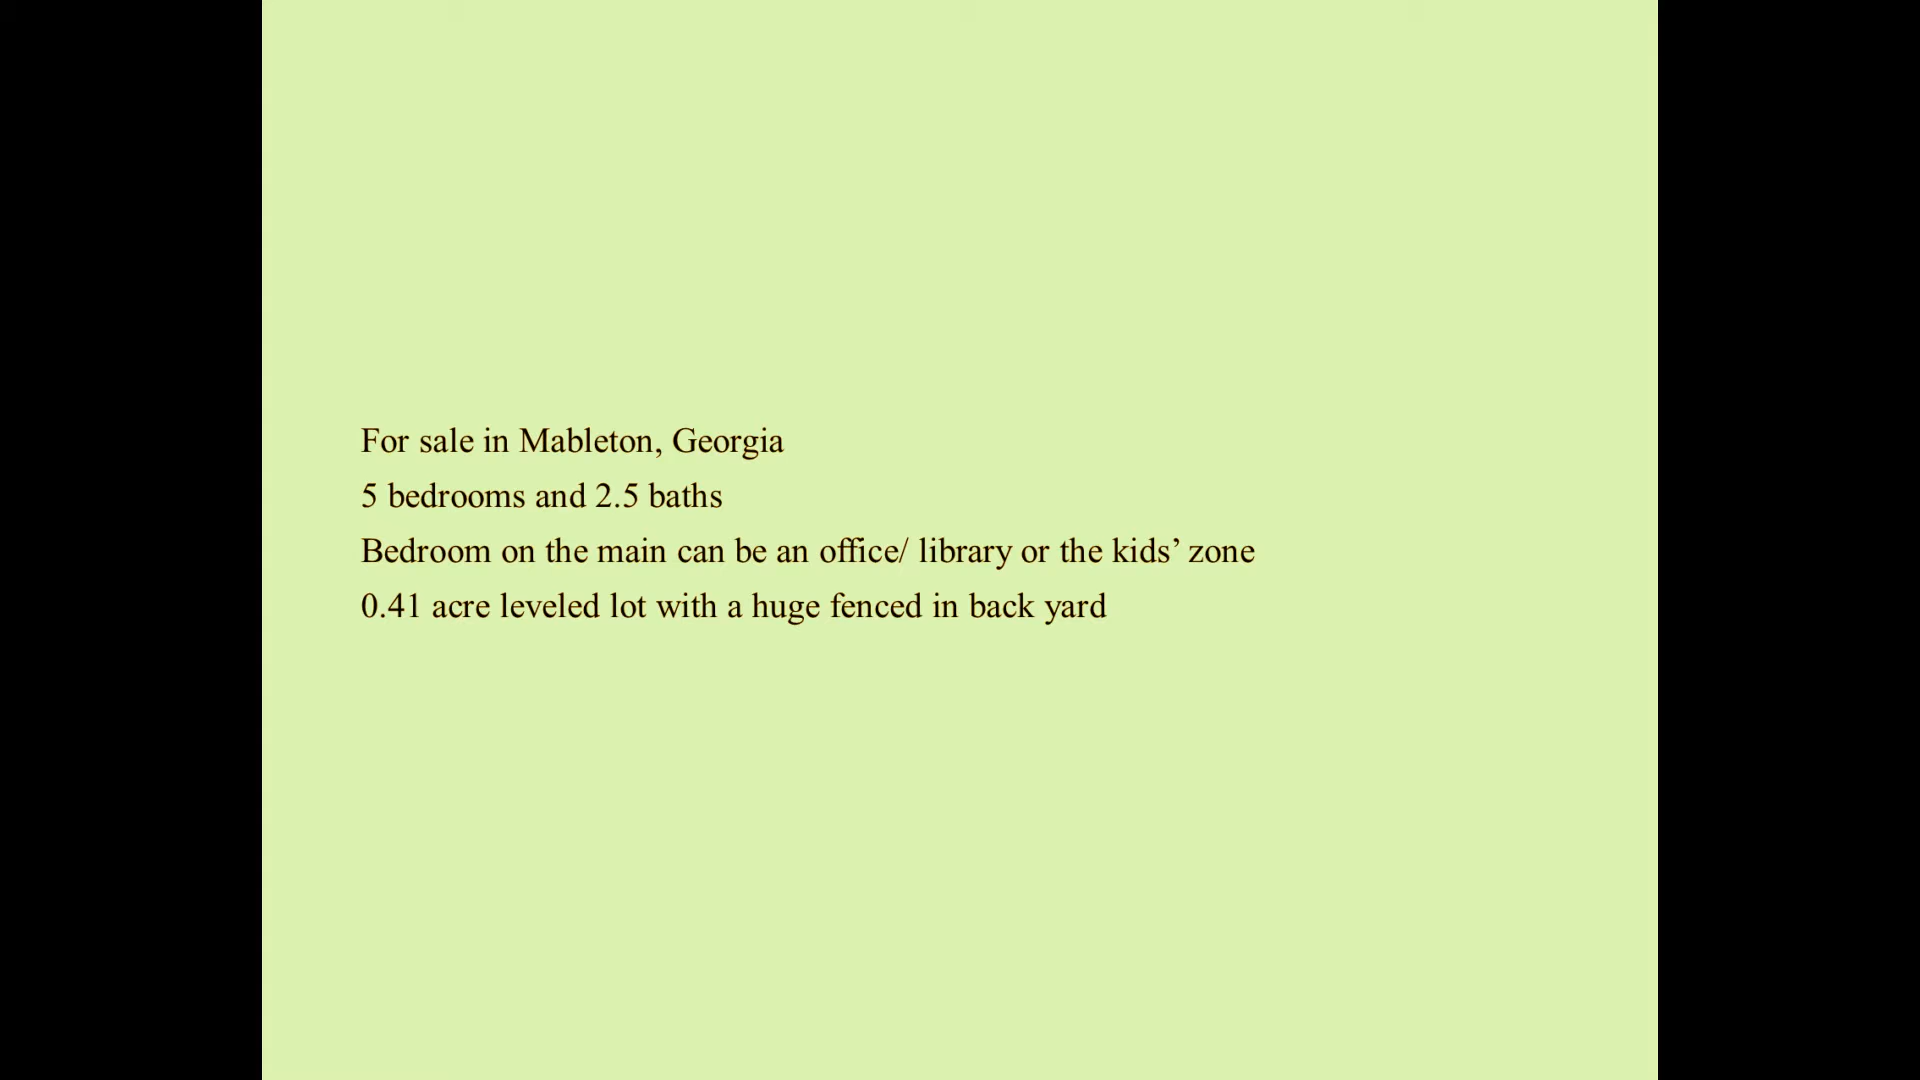 For sale in Mableton, Georgia
5 bedrooms and 2.5 baths
Bedroom on the main can be an office/ library or the kids’ zone
0.41 acre leveled lot with a huge fenced in back yard